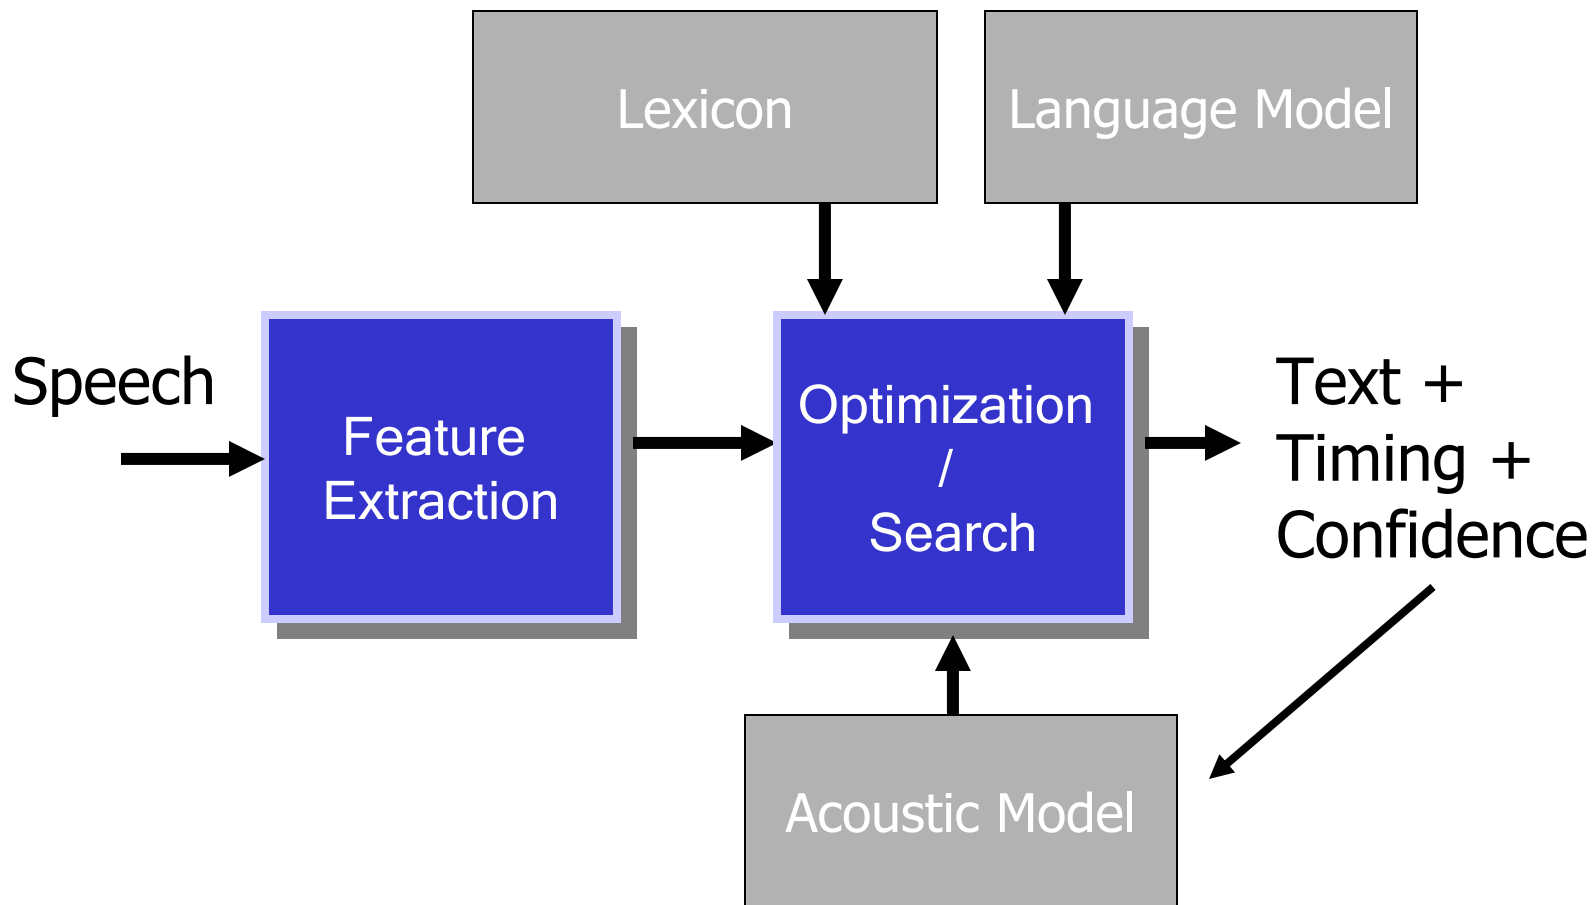 Lexicon
Language Model
Speech
Feature
Extraction
Optimization
/
Search
Text +
Timing +
Confidence
Acoustic Model